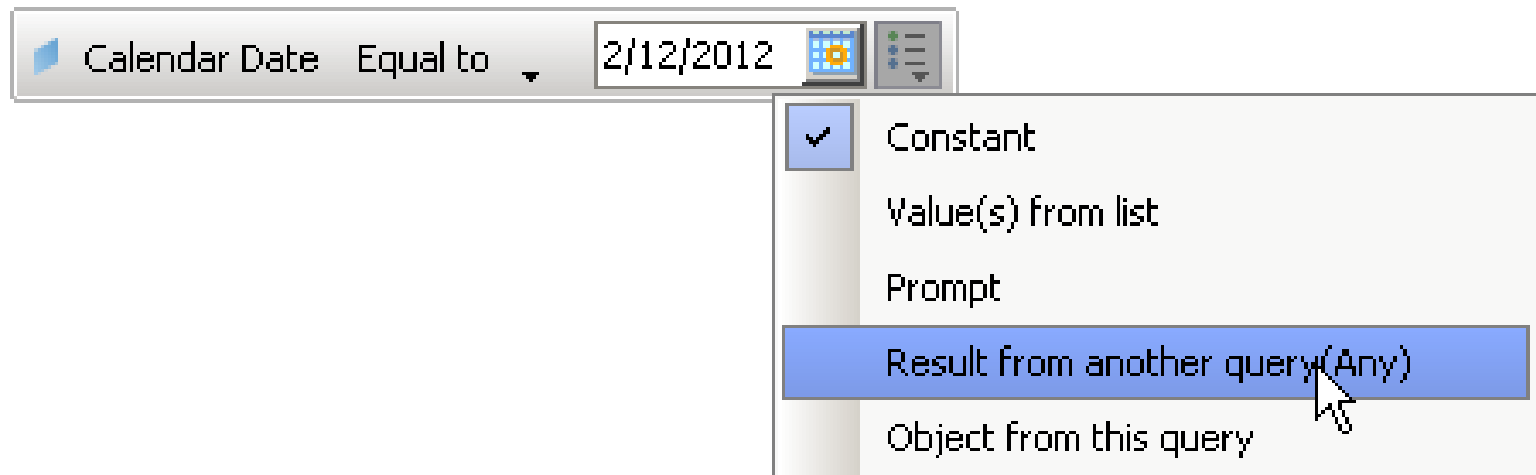 Calendar Date Equal to 2/12/2012
Constant
Value(s) from list
Prompt
Result from another query(Any)
Object from this query